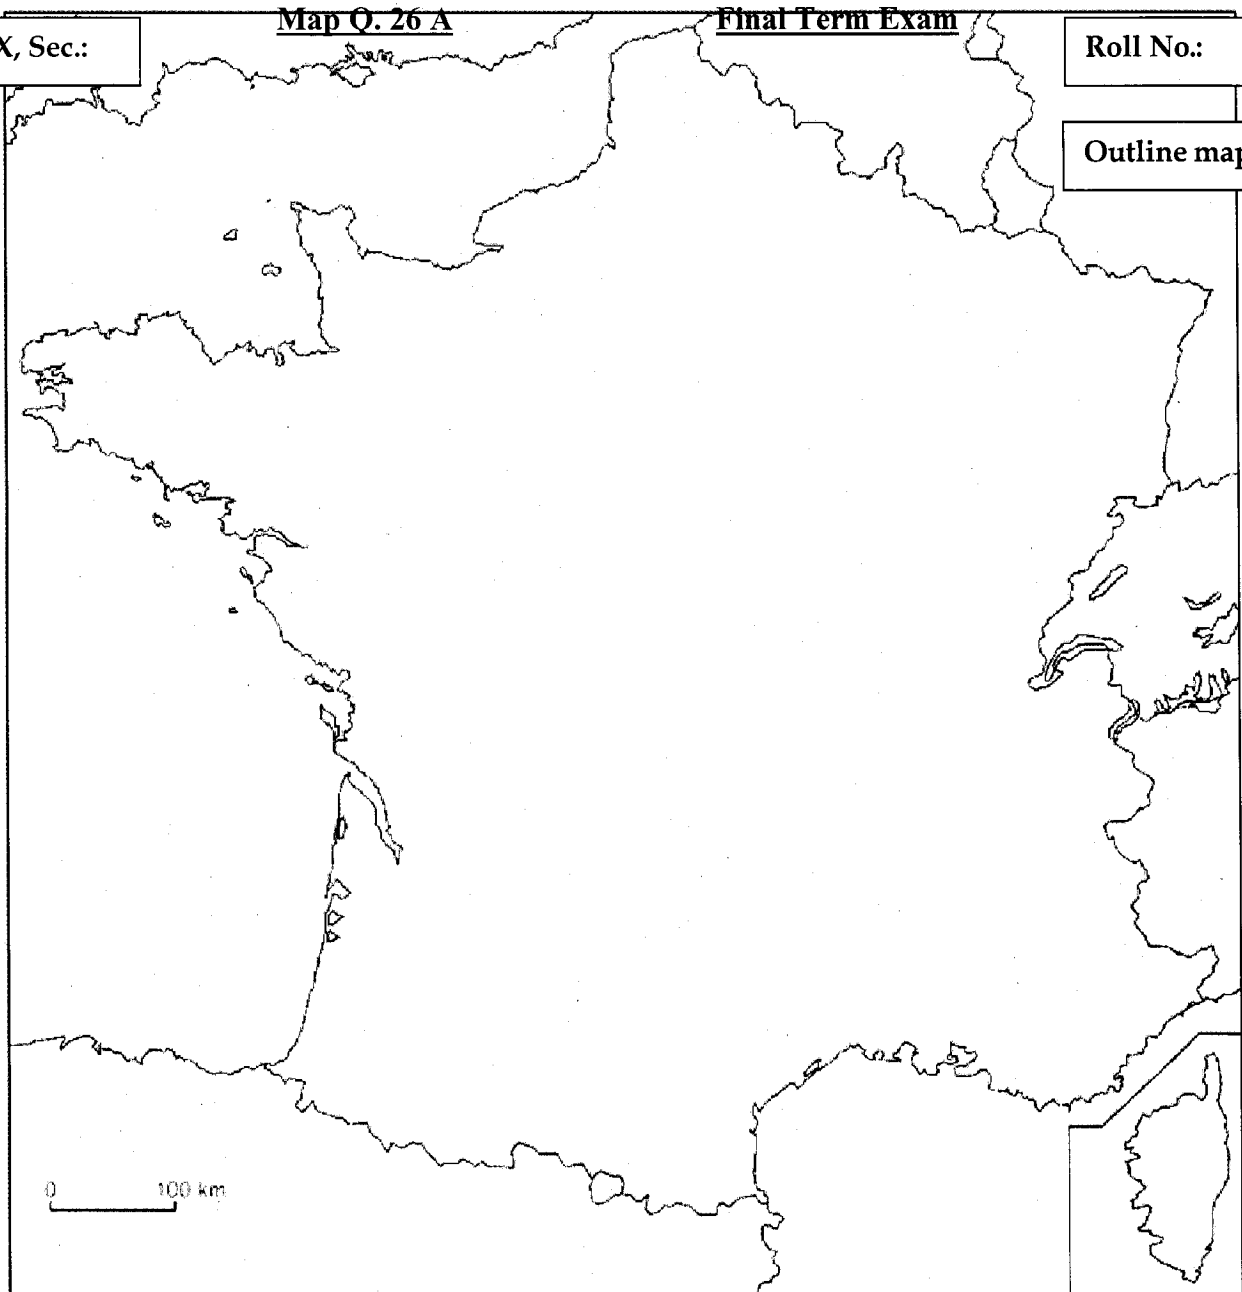 Map Q. 26 A
Final Term Exam
X, Sec.:
Roll No.:
Outline map
0 100 km